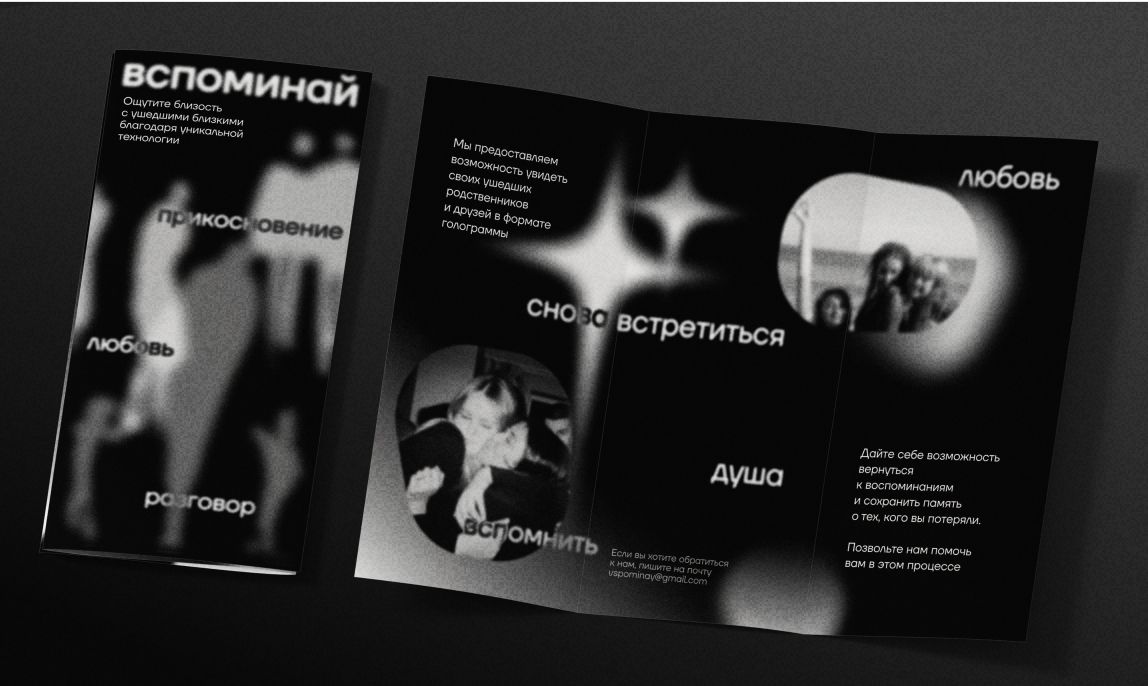 вспоминай
Ощутите близость
с ушедшими близкими
благодаря уникальной
технологии
прикосновение
любовь
разговор
Мы предоставляем
возможность увидеть
своих ушедших
родственников
и друзей в формате
голограммы
снова встретиться
вспомнить
душа
Если вы хотите обратиться
к нам, пишите на почту
vspominay@gmail.com
любовь
Дайте себе возможность
вернуться
к воспоминаниям
и сохранить память
о тех, кого вы потеряли.
Позвольте нам помочь
вам в этом процессе